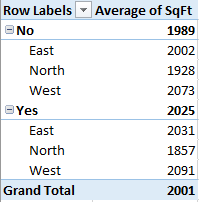 Row Labels Average of SqFt
No 1989
East 2002
North 1928
West 2073
Yes 2025
East 2031
North 1857
West 2091
Grand Total 2001